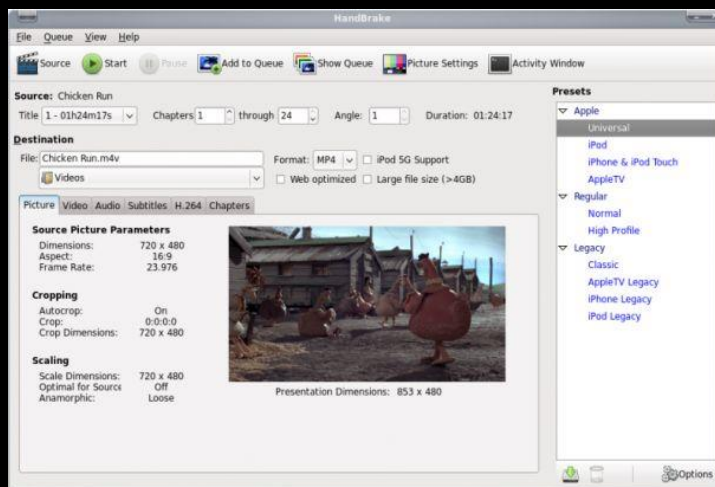 HandBrake
File Queue View Help
Source Start Pause Add to Queue Show Queue Picture Settings Activity Window
Source: Chicken Run
Title 1 - 01h24m17s Chapters 1 through 24 Angle: 1 Duration: 01:24:17
Destination
File: Chicken Run.m4v Format: MP4 iPod 5G Support
Videos Web optimized Large file size (>4GB)
Picture Video Audio Subtitles H.264 Chapters
Source Picture Parameters
Dimensions: 720 x 480
Aspect: 16:9
Frame Rate: 23.976
Cropping
Autocrop: On
Crop: 0:0:0:0
Crop Dimensions: 720 x 480
Scaling
Scale Dimensions: 720 x 480
Optimal for Source Off
Anamorphic: Loose
Presentation Dimensions: 853 x 480
Presets
Apple
Universal
iPod
iPhone & iPod Touch
AppleTV
Regular
Normal
High Profile
Legacy
Classic
AppleTV Legacy
iPhone Legacy
iPod Legacy
Options